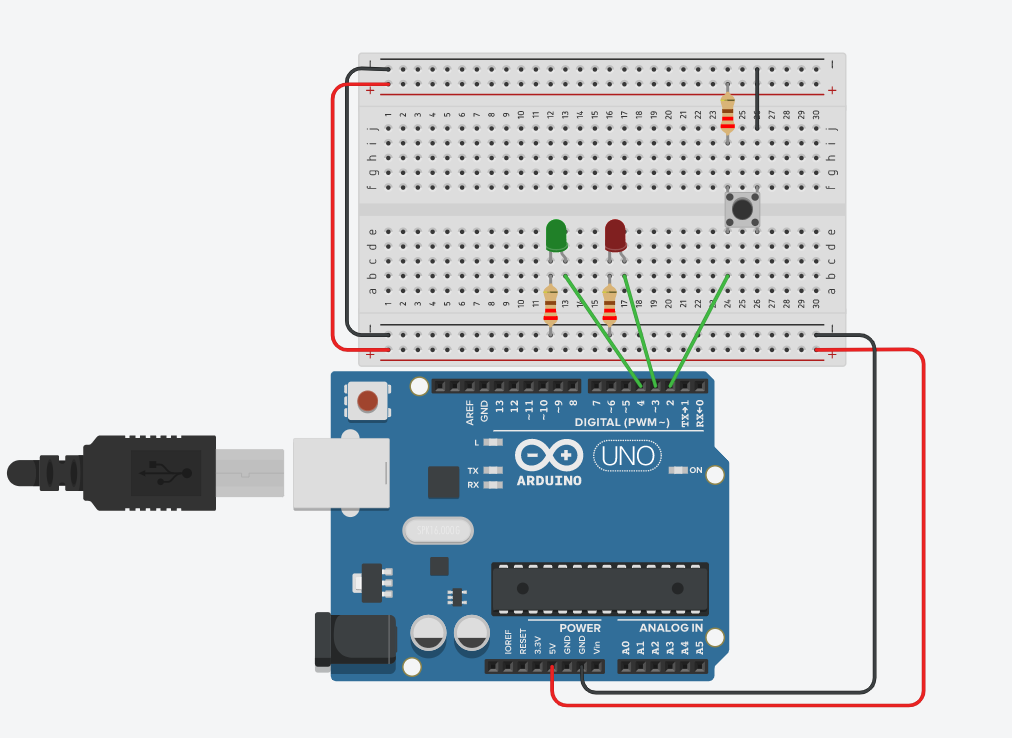 1 2 3 4 5 6 7 8 9 10 11 12 13 14 15 16 17 18 19 20 21 22 23 25 26 27 28 29 30
j j
i i
h h
g g
f f
e e
d d
c c
b b
a a
1 2 3 4 5 6 7 8 9 10 11 12 13 14 15 16 17 18 19 20 21 22 23 24 25 26 27 28 29 30
AREF GND 13 12 ~11 ~10 ~9 8 7 ~6 ~5 4 ~3 2 TX→1 RX←0
DIGITAL (PWM~)
L
TX
RX
UNO
ON
ARDUINO
POWER
ANALOG IN
IOREF RESET 3.3V 5V GND GND Vin A0 A1 A2 A3 A4 A5